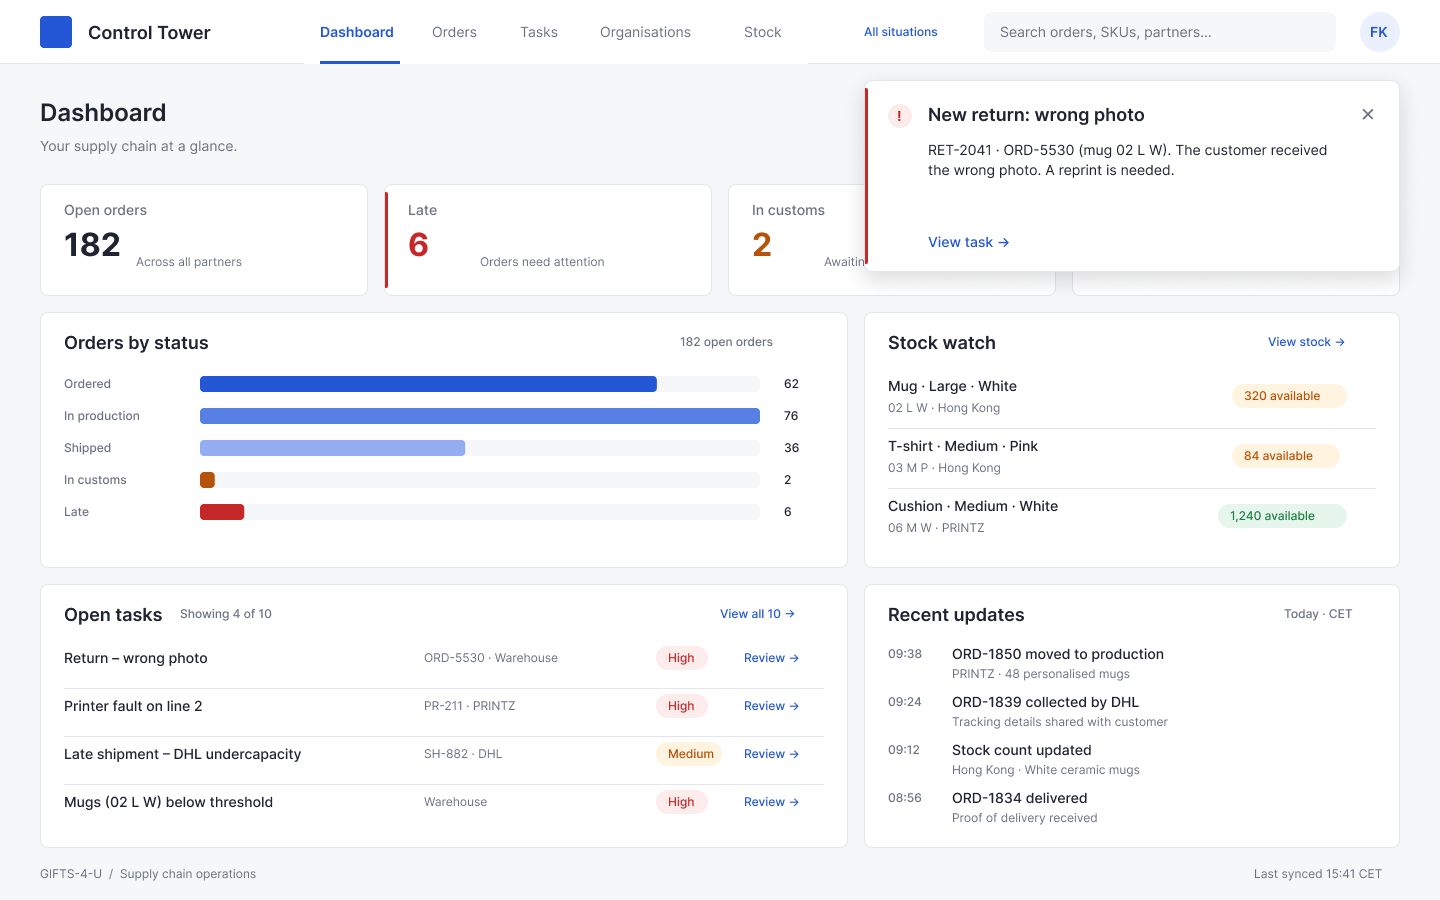 Control Tower
Dashboard
Orders
Tasks
Organisations
Stock
All situations
Search orders, SKUs, partners...
FK
Dashboard
Your supply chain at a glance.
!
New return: wrong photo
✕
RET-2041 · ORD-5530 (mug 02 L W). The customer received
the wrong photo. A reprint is needed.
View task →
Open orders
182
Across all partners
Late
6
Orders need attention
In customs
2
Orders by status
182 open orders
Ordered
62
In production
76
Shipped
36
In customs
2
Late
6
Stock watch
View stock →
Mug · Large · White
02 L W · Hong Kong
320 available
T-shirt · Medium · Pink
03 M P · Hong Kong
84 available
Cushion · Medium · White
06 M W · PRINTZ
1,240 available
Open tasks
Showing 4 of 10
View all 10 →
Return – wrong photo
ORD-5530 · Warehouse
High
Review →
Printer fault on line 2
PR-211 · PRINTZ
High
Review →
Late shipment – DHL undercapacity
SH-882 · DHL
Medium
Review →
Mugs (02 L W) below threshold
Warehouse
High
Review →
Recent updates
Today · CET
09:38
ORD-1850 moved to production
PRINTZ · 48 personalised mugs
09:24
ORD-1839 collected by DHL
Tracking details shared with customer
09:12
Stock count updated
Hong Kong · White ceramic mugs
08:56
ORD-1834 delivered
Proof of delivery received
GIFTS-4-U / Supply chain operations
Last synced 15:41 CET